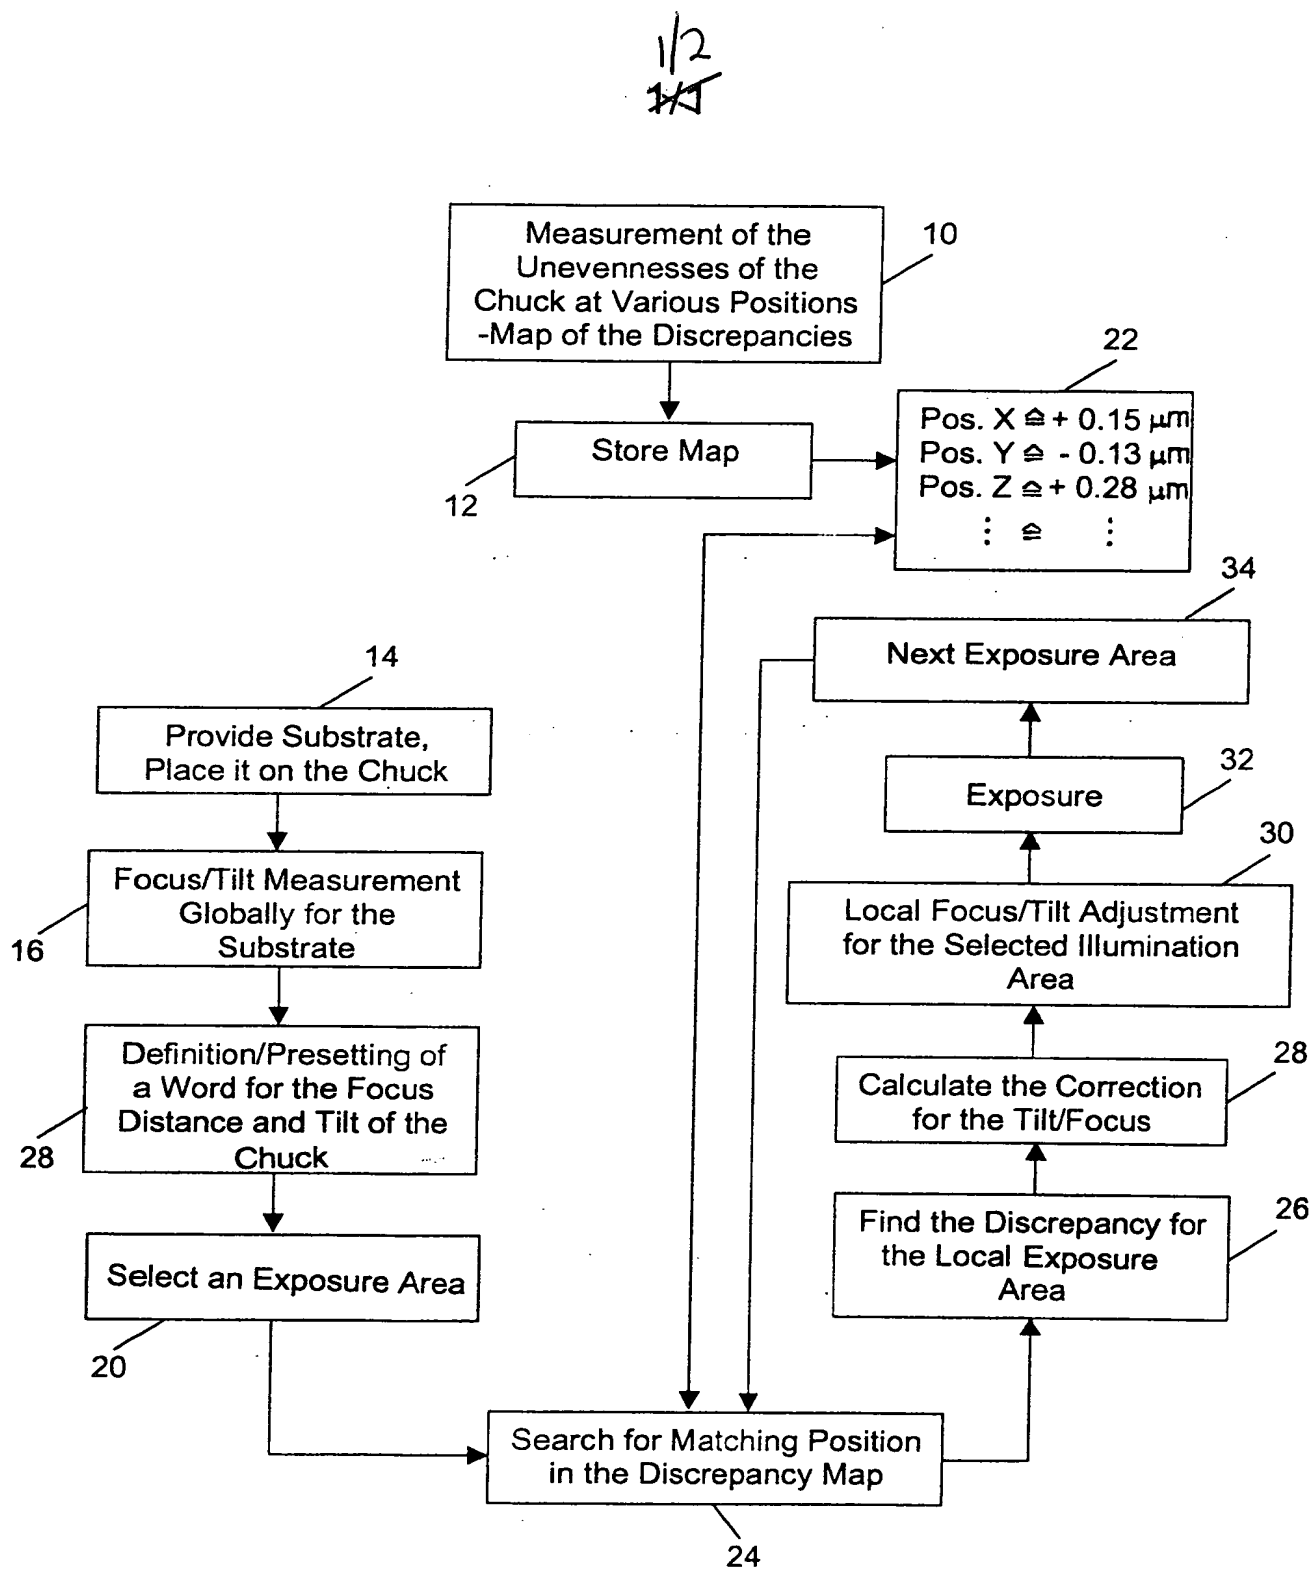 1/2
1/1
Measurement of the
Unevennesses of the
Chuck at Various Positions
-Map of the Discrepancies
10
22
Store Map
12
Pos. X ≙ + 0.15 μm
Pos. Y ≙ - 0.13 μm
Pos. Z ≙ + 0.28 μm
⋮ ≙ ⋮
34
Next Exposure Area
14
Provide Substrate,
Place it on the Chuck
32
Exposure
16
Focus/Tilt Measurement
Globally for the
Substrate
30
Local Focus/Tilt Adjustment
for the Selected Illumination
Area
28
Definition/Presetting of
a Word for the Focus
Distance and Tilt of the
Chuck
28
Calculate the Correction
for the Tilt/Focus
26
Find the Discrepancy for
the Local Exposure
Area
Select an Exposure Area
20
Search for Matching Position
in the Discrepancy Map
24